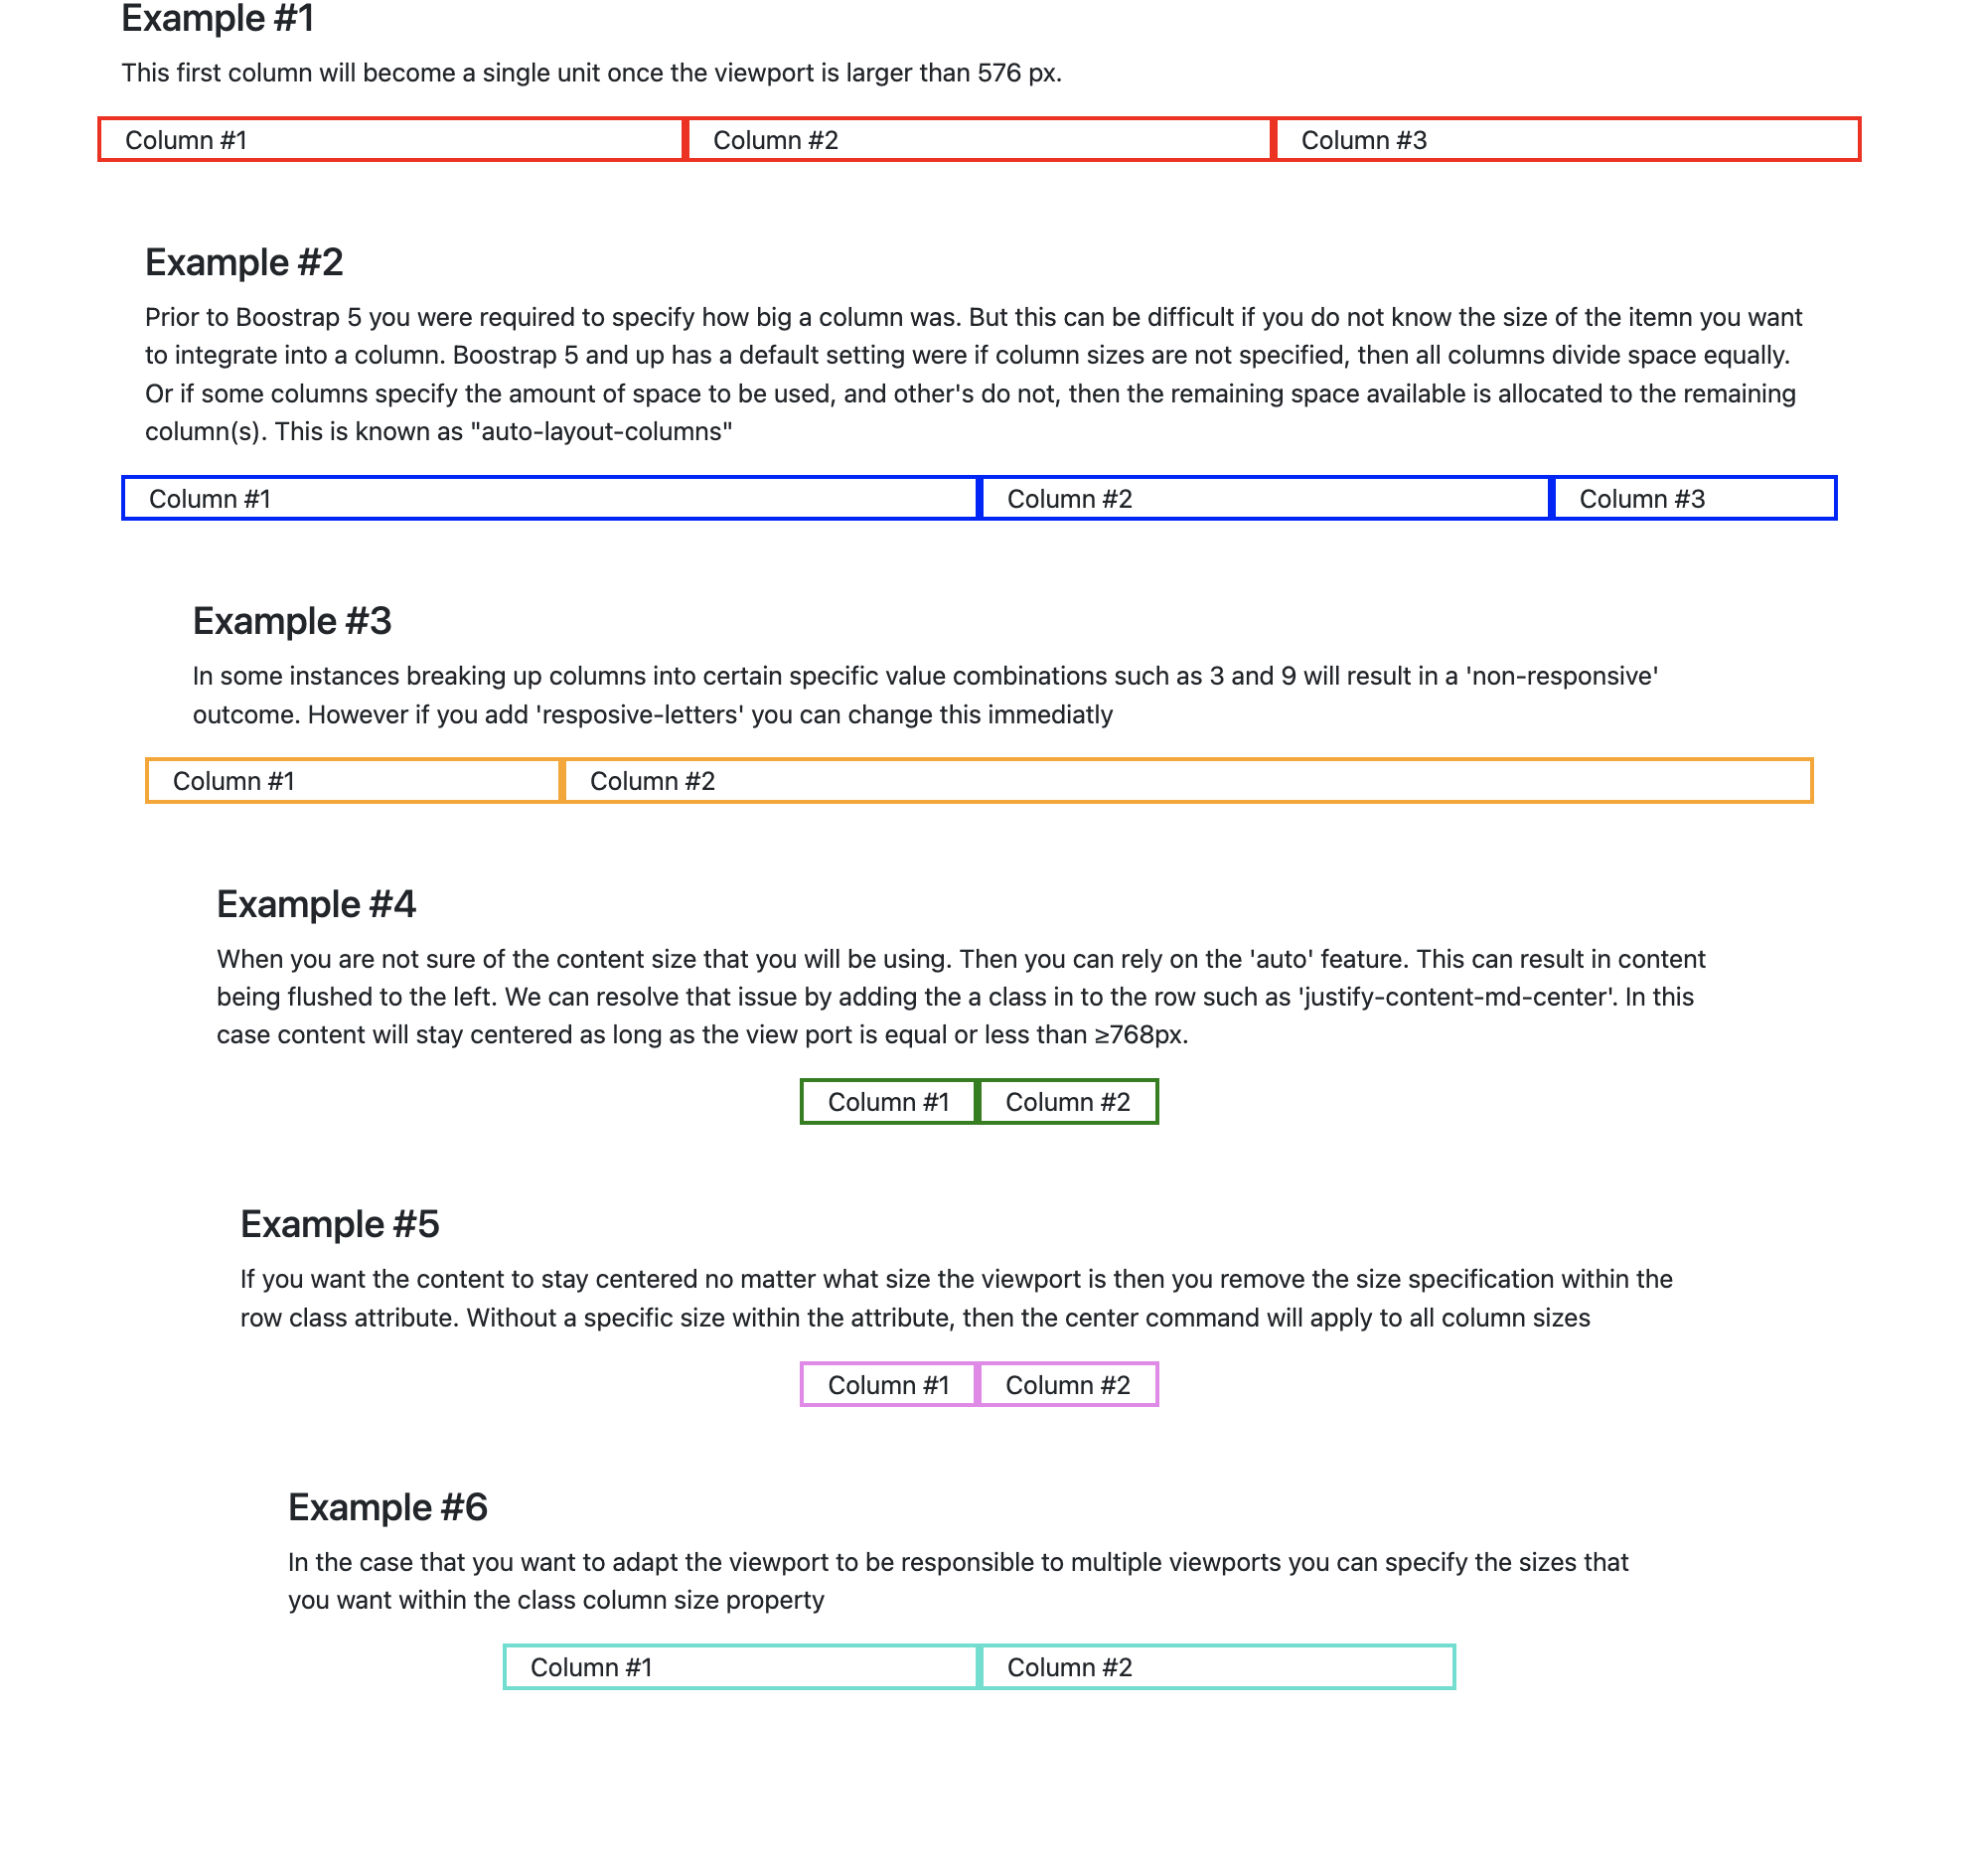 Example #1
This first column will become a single unit once the viewport is larger than 576 px.
Column #1 Column #2 Column #3
Example #2
Prior to Boostrap 5 you were required to specify how big a column was. But this can be difficult if you do not know the size of the itemn you want
to integrate into a column. Boostrap 5 and up has a default setting were if column sizes are not specified, then all columns divide space equally.
Or if some columns specify the amount of space to be used, and other's do not, then the remaining space available is allocated to the remaining
column(s). This is known as "auto-layout-columns"
Column #1 Column #2 Column #3
Example #3
In some instances breaking up columns into certain specific value combinations such as 3 and 9 will result in a 'non-responsive'
outcome. However if you add 'resposive-letters' you can change this immediatly
Column #1 Column #2
Example #4
When you are not sure of the content size that you will be using. Then you can rely on the 'auto' feature. This can result in content
being flushed to the left. We can resolve that issue by adding the a class in to the row such as 'justify-content-md-center'. In this
case content will stay centered as long as the view port is equal or less than ≥768px.
Column #1 Column #2
Example #5
If you want the content to stay centered no matter what size the viewport is then you remove the size specification within the
row class attribute. Without a specific size within the attribute, then the center command will apply to all column sizes
Column #1 Column #2
Example #6
In the case that you want to adapt the viewport to be responsible to multiple viewports you can specify the sizes that
you want within the class column size property
Column #1 Column #2